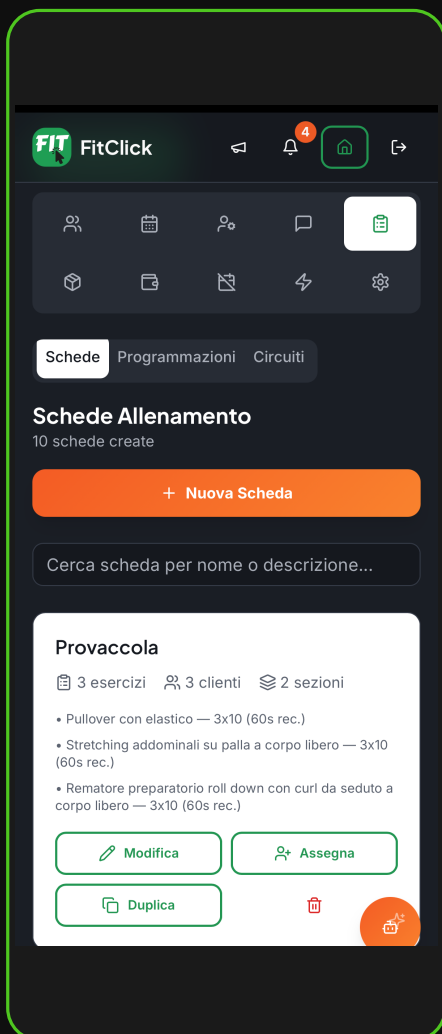 FIT FitClick 4
Schede Programmazioni Circuiti
Schede Allenamento
10 schede create
+ Nuova Scheda
Cerca scheda per nome o descrizione...
Provaccola
3 esercizi 3 clienti 2 sezioni
• Pullover con elastico — 3x10 (60s rec.)
• Stretching addominali su palla a corpo libero — 3x10
(60s rec.)
• Rematore preparatorio roll down con curl da seduto a
corpo libero — 3x10 (60s rec.)
Modifica Assegna
Duplica